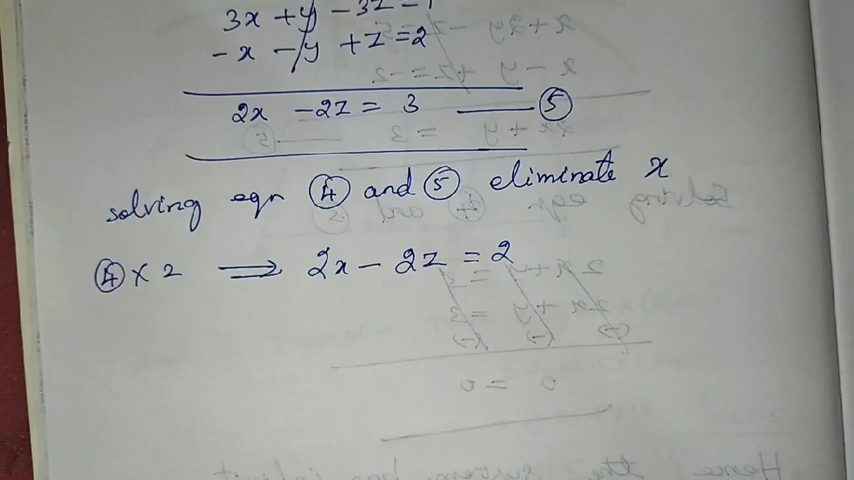 3x + y - 3z = 1
- x - y + z = 2
2x - 2z = 3 —— ⑤
solving eqn ④ and ⑤ eliminate x
④ × 2 ⟹ 2x - 2z = 2